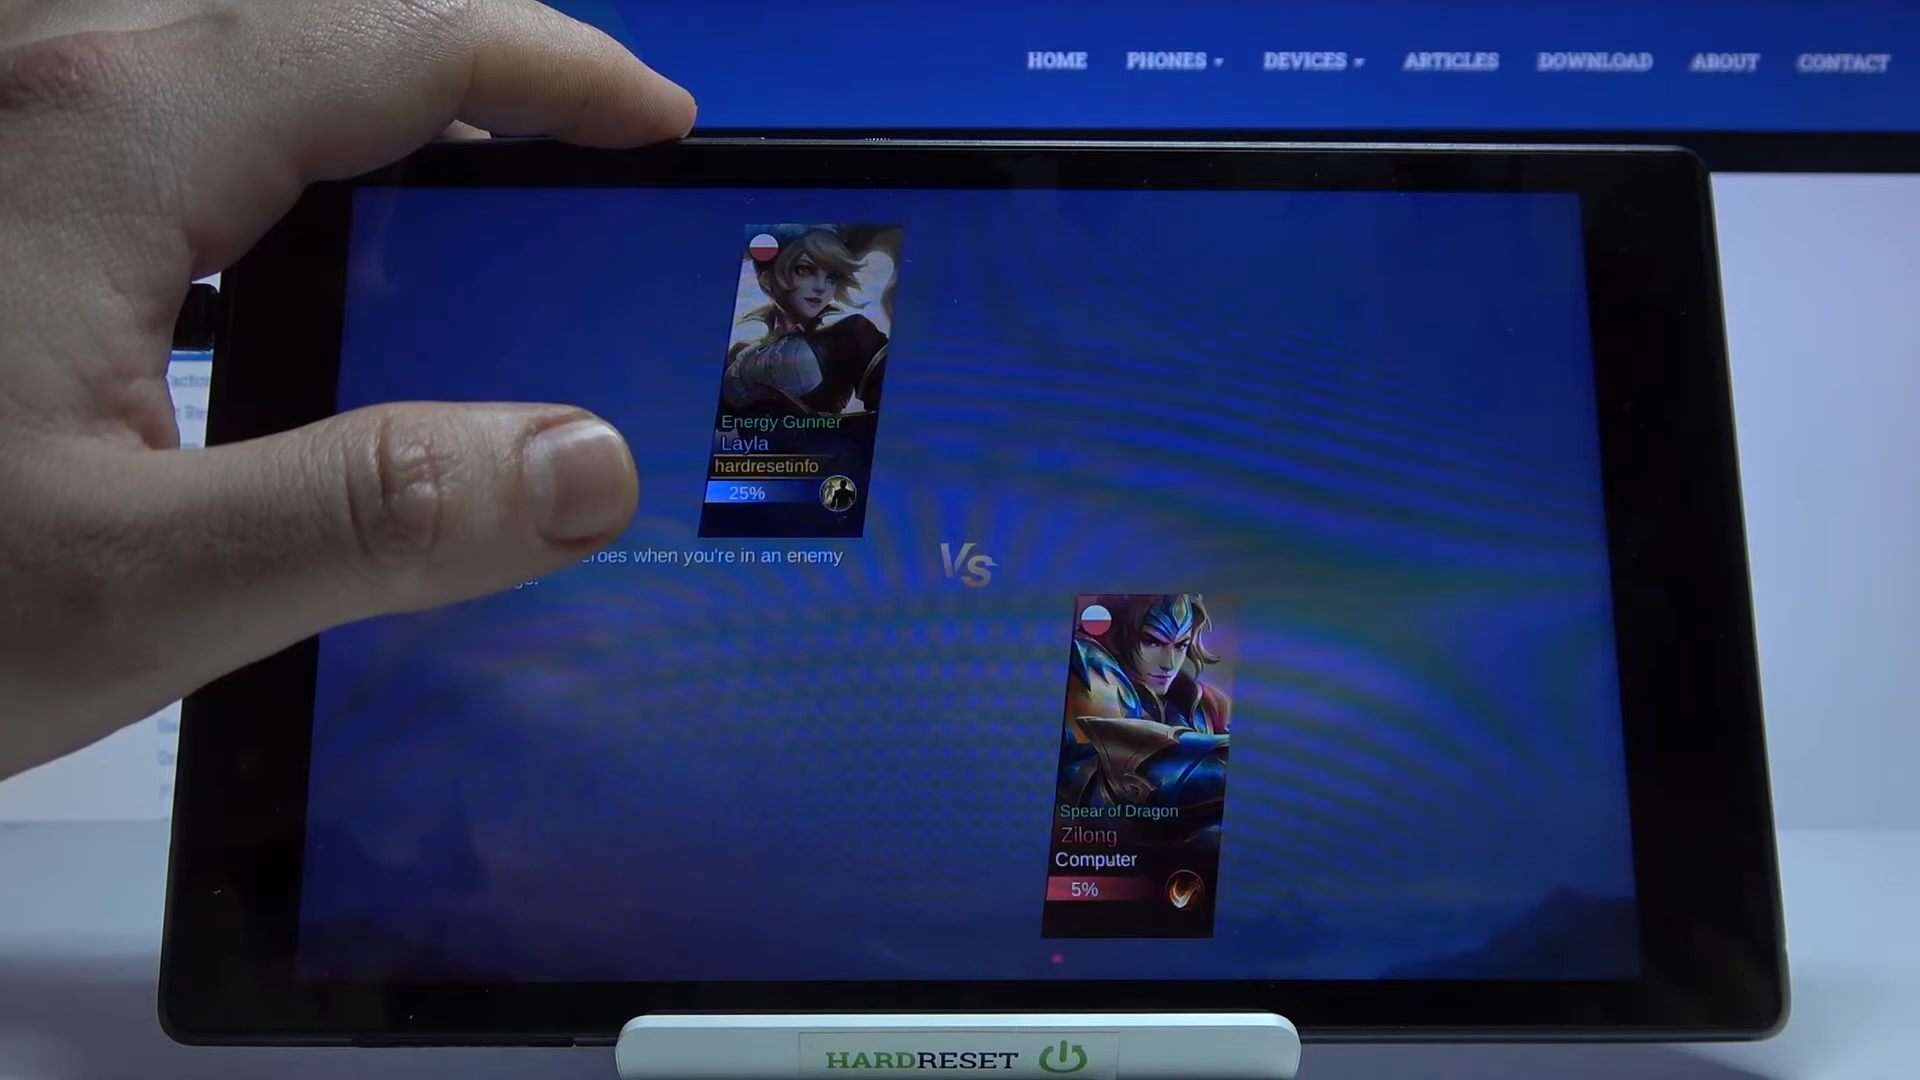 HOME PHONES DEVICES ARTICLES DOWNLOAD ABOUT CONTACT
Energy Gunner
Layla
hardresetinfo
25%
when you're in an enemy
Vs
Spear of Dragon
Zilong
Computer
5%
HARDRESET